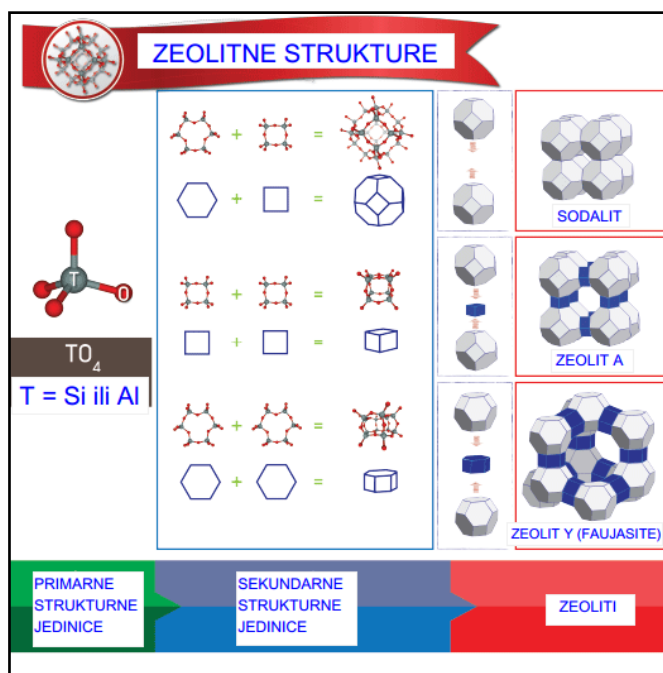 ZEOLITNE STRUKTURE
+ =
+ =
SODALIT
T
O
+ =
+ =
TO₄
T = Si ili Al
ZEOLIT A
+ =
+ =
ZEOLIT Y (FAUJASITE)
PRIMARNE
STRUKTURNE
JEDINICE
SEKUNDARNE
STRUKTURNE
JEDINICE
ZEOLITI